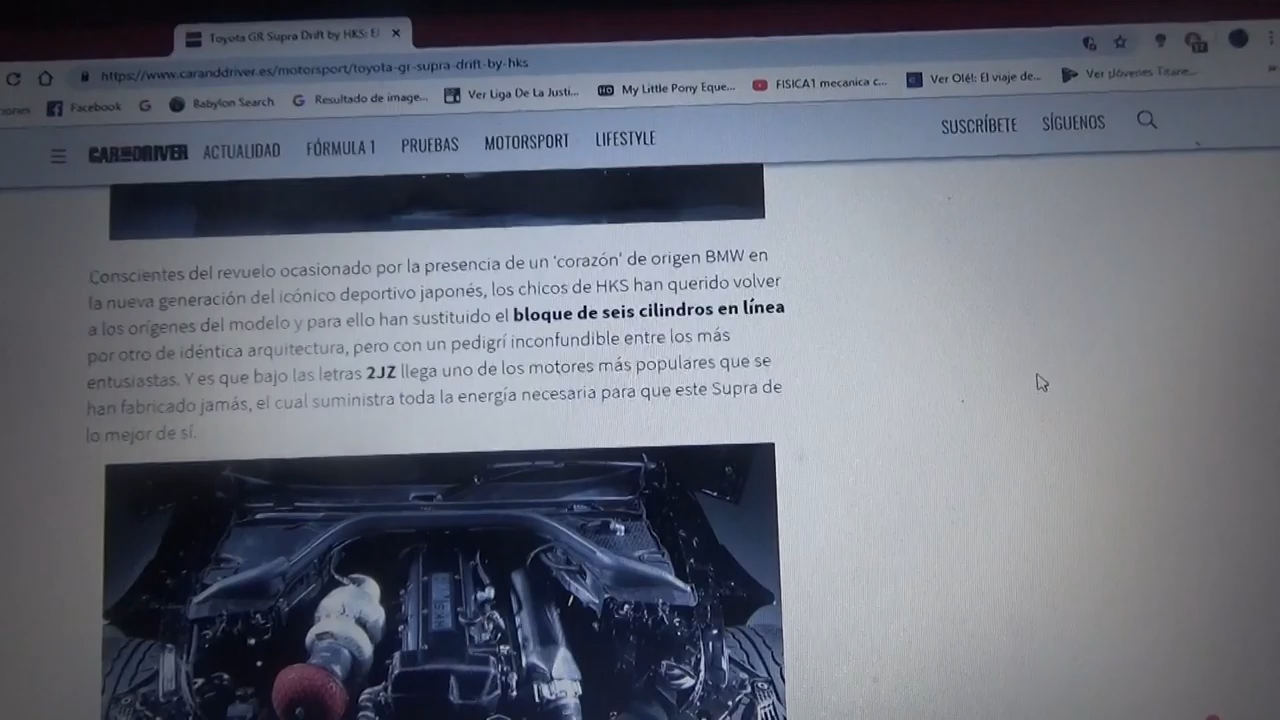 Toyota GR Supra Drift by HKS: El
https://www.caranddriver.es/motorsport/toyota-gr-supra-drift-by-hks
Facebook
Babylon Search
Resultado de image...
Ver Liga De La Justi...
My Little Pony Eque...
FISICA1 mecanica c...
Ver Olé!: El viaje de...
Ver ¡Jóvenes Titane...
CAR AND DRIVER ACTUALIDAD FÓRMULA 1 PRUEBAS MOTORSPORT LIFESTYLE SUSCRÍBETE SÍGUENOS
Conscientes del revuelo ocasionado por la presencia de un 'corazón' de origen BMW en
la nueva generación del icónico deportivo japonés, los chicos de HKS han querido volver
a los orígenes del modelo y para ello han sustituido el bloque de seis cilindros en línea
por otro de idéntica arquitectura, pero con un pedigrí inconfundible entre los más
entusiastas. Y es que bajo las letras 2JZ llega uno de los motores más populares que se
han fabricado jamás, el cual suministra toda la energía necesaria para que este Supra de
lo mejor de sí.
HKS